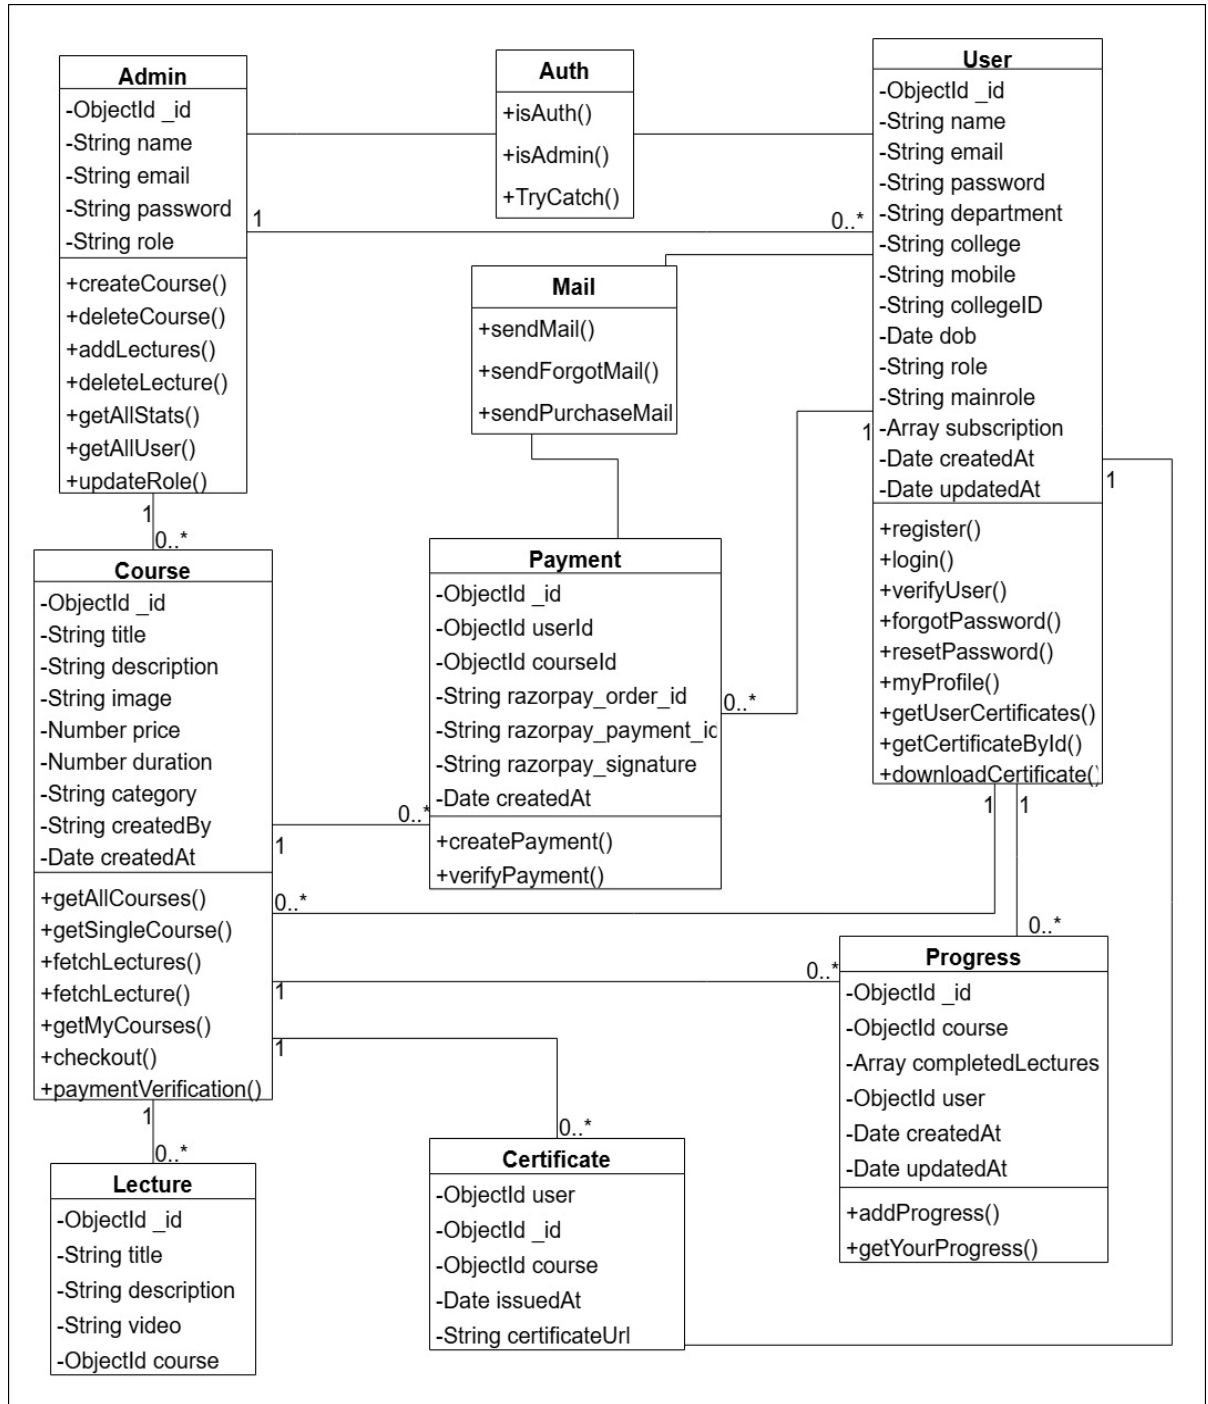 Admin
-ObjectId _id
-String name
-String email
-String password
-String role
+createCourse()
+deleteCourse()
+addLectures()
+deleteLecture()
+getAllStats()
+getAllUser()
+updateRole()
Auth
+isAuth()
+isAdmin()
+TryCatch()
User
-ObjectId _id
-String name
-String email
-String password
-String department
-String college
-String mobile
-String collegeID
-Date dob
-String role
-String mainrole
-Array subscription
-Date createdAt
-Date updatedAt
+register()
+login()
+verifyUser()
+forgotPassword()
+resetPassword()
+myProfile()
+getUserCertificates()
+getCertificateById()
+downloadCertificate()
1
0..*
Mail
+sendMail()
+sendForgotMail()
+sendPurchaseMail
1
1
1
0..*
Course
-ObjectId _id
-String title
-String description
-String image
-Number price
-Number duration
-String category
-String createdBy
-Date createdAt
+getAllCourses()
+getSingleCourse()
+fetchLectures()
+fetchLecture()
+getMyCourses()
+checkout()
+paymentVerification()
Payment
-ObjectId _id
-ObjectId userId
-ObjectId courseId
-String razorpay_order_id
-String razorpay_payment_id
-String razorpay_signature
-Date createdAt
+createPayment()
+verifyPayment()
0..*
0..*
1
1
1
0..*
0..*
0..*
1
1
Progress
-ObjectId _id
-ObjectId course
-Array completedLectures
-ObjectId user
-Date createdAt
-Date updatedAt
+addProgress()
+getYourProgress()
1
0..*
0..*
Lecture
-ObjectId _id
-String title
-String description
-String video
-ObjectId course
Certificate
-ObjectId user
-ObjectId _id
-ObjectId course
-Date issuedAt
-String certificateUrl